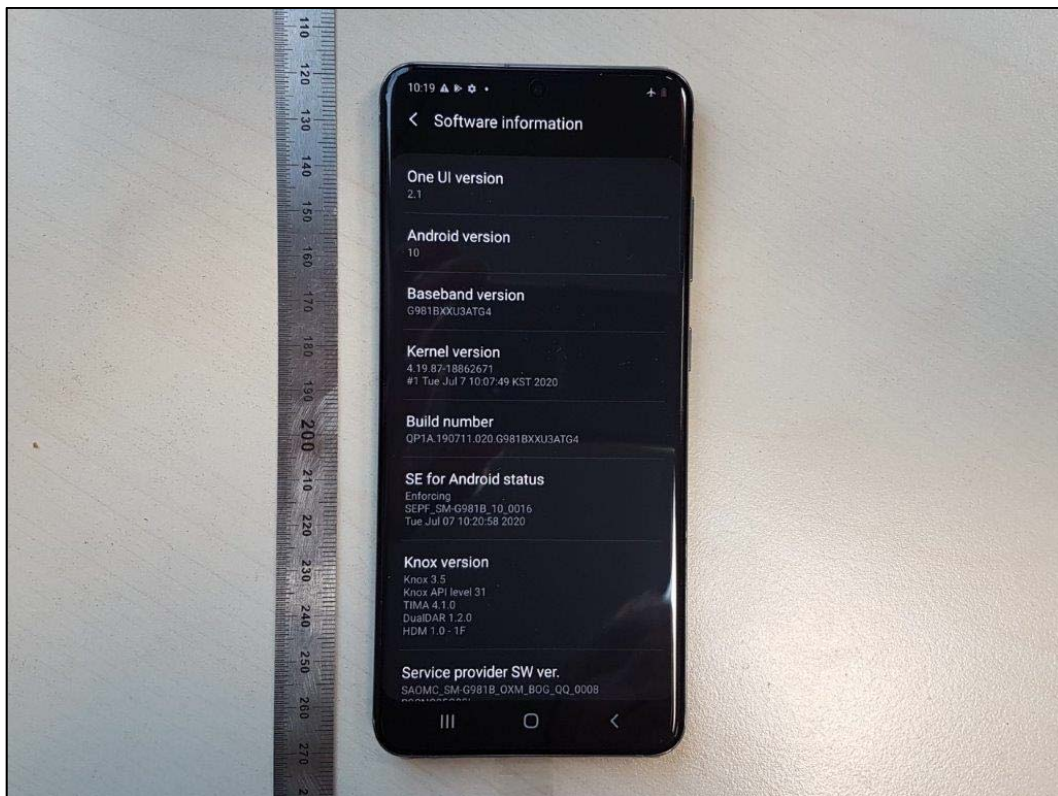 110
120
130
140
150
160
170
180
190
200
210
220
230
240
250
260
270
10:19
Software information
One UI version
2.1
Android version
10
Baseband version
G981BXXU3ATG4
Kernel version
4.19.87-18862671
#1 Tue Jul 7 10:07:49 KST 2020
Build number
QP1A.190711.020.G981BXXU3ATG4
SE for Android status
Enforcing
SEPF_SM-G981B_10_0016
Tue Jul 07 10:20:58 2020
Knox version
Knox 3.5
Knox API level 31
TIMA 4.1.0
DualDAR 1.2.0
HDM 1.0 - 1F
Service provider SW ver.
SAOMC_SM-G981B_OXM_BOG_QQ_0008